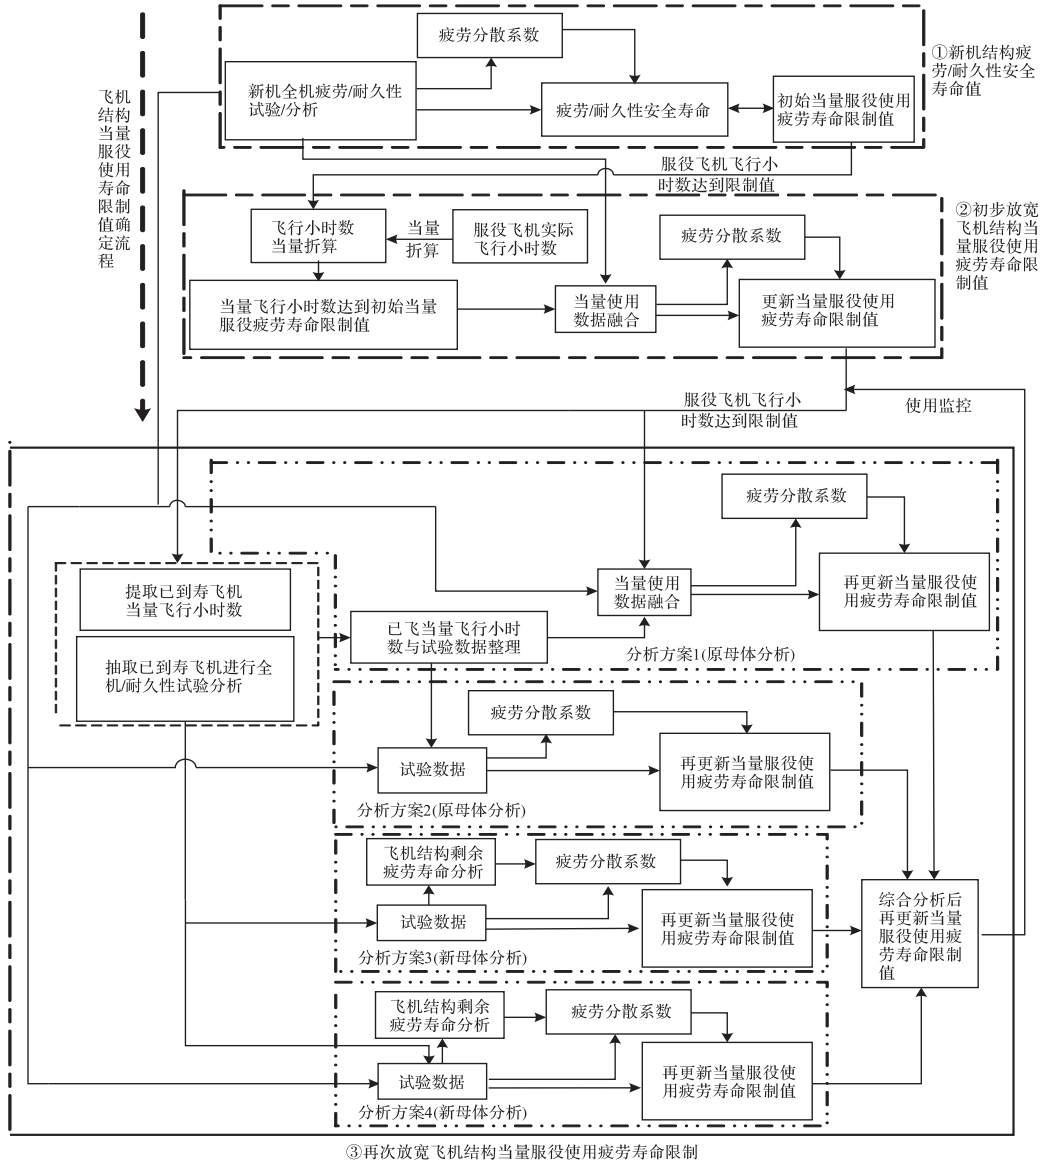 飞机
结构
当量
服役
使用
寿命
限制
值确
定流
程
疲劳分散系数
新机全机疲劳/耐久性
试验/分析
疲劳/耐久性安全寿命
初始当量服役使用
疲劳寿命限制值
①新机结构疲
劳/耐久性安全
寿命值
服役飞机飞行小
时数达到限制值
飞行小时数
当量折算
当量
折算
服役飞机实际
飞行小时数
疲劳分散系数
②初步放宽
飞机结构当
量服役使用
疲劳寿命限
制值
当量飞行小时数达到初始当量
服役疲劳寿命限制值
当量使用
数据融合
更新当量服役使用
疲劳寿命限制值
服役飞机飞行小
时数达到限制值
使用监控
疲劳分散系数
提取已到寿飞机
当量飞行小时数
当量使用
数据融合
再更新当量服役使
用疲劳寿命限制值
已飞当量飞行小时
数与试验数据整理
抽取已到寿飞机进行全
机/耐久性试验分析
分析方案1(原母体分析)
疲劳分散系数
试验数据
再更新当量服役使
用疲劳寿命限制值
分析方案2(原母体分析)
飞机结构剩余
疲劳寿命分析
疲劳分散系数
试验数据
再更新当量服役使
用疲劳寿命限制值
分析方案3(新母体分析)
综合分析后
再更新当量
服役使用疲
劳寿命限制
值
飞机结构剩余
疲劳寿命分析
疲劳分散系数
试验数据
再更新当量服役使
用疲劳寿命限制值
分析方案4(新母体分析)
③再次放宽飞机结构当量服役使用疲劳寿命限制